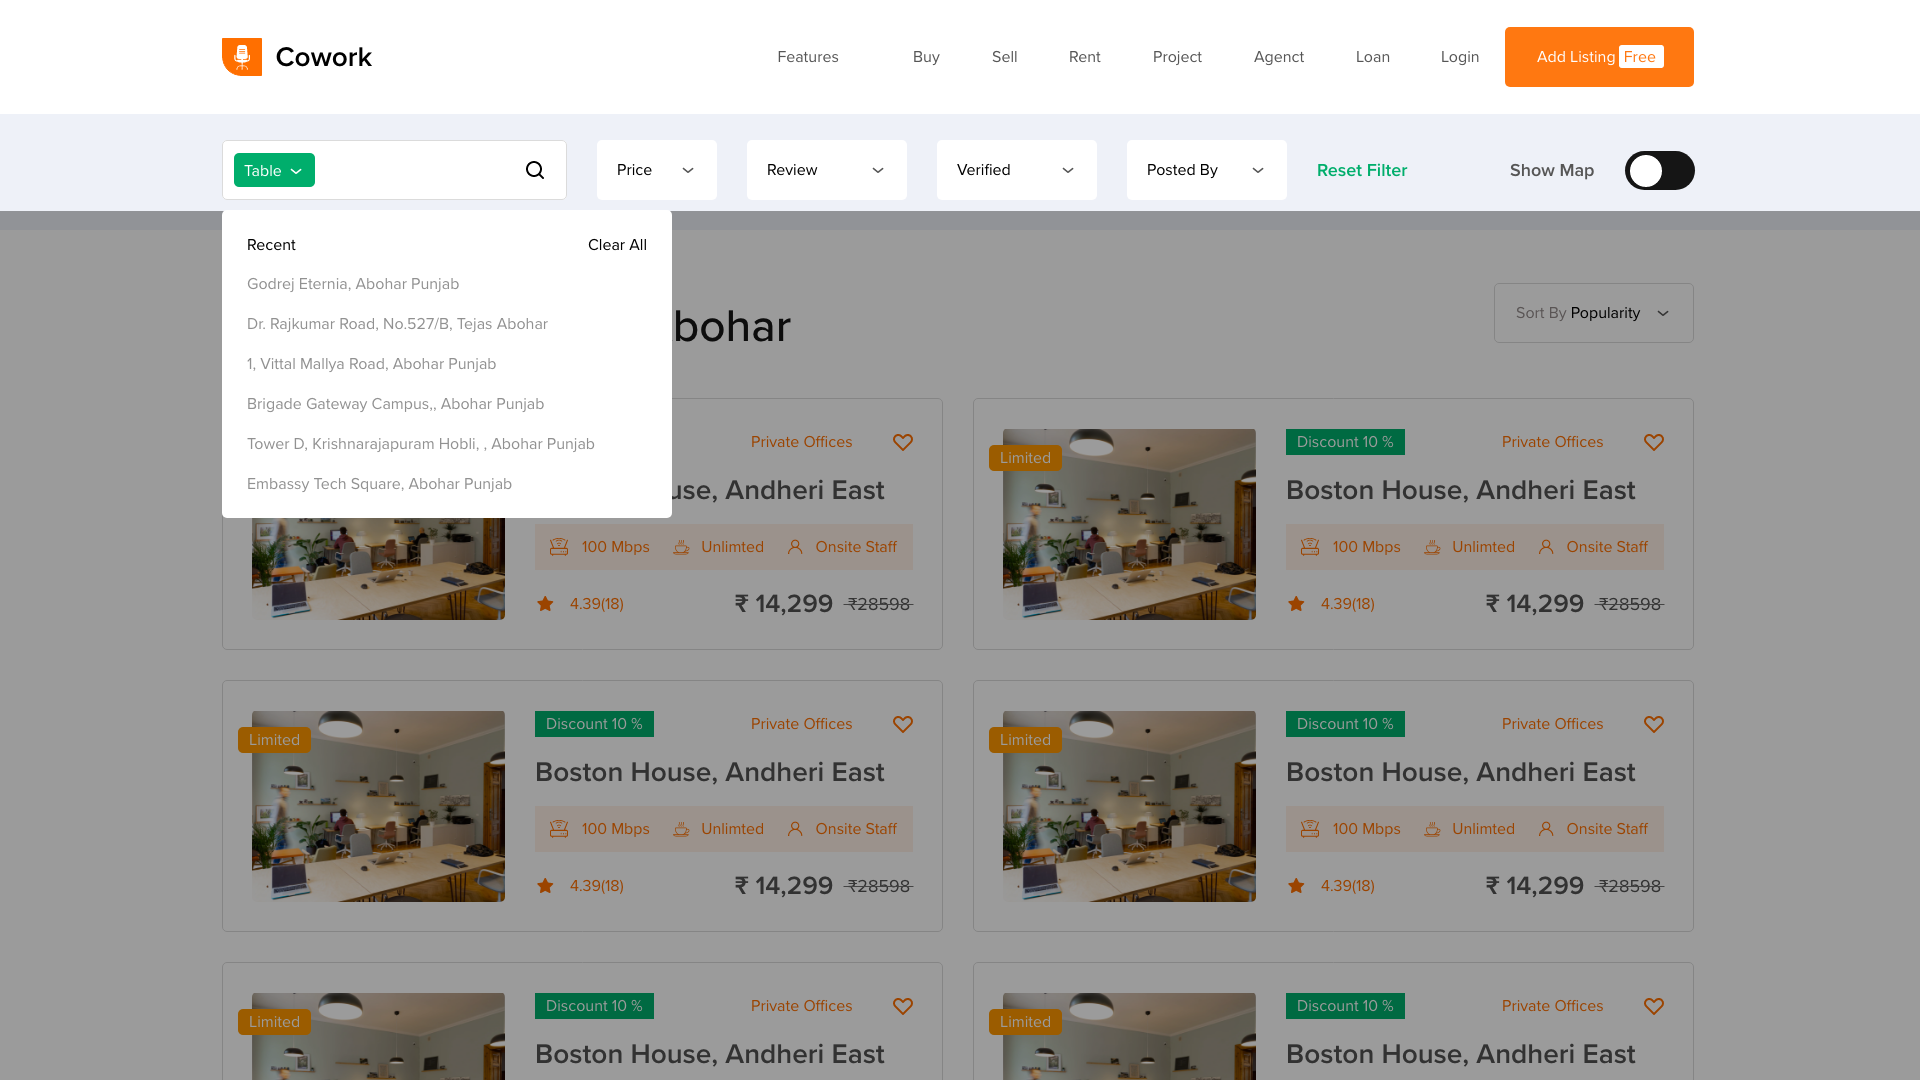 Cowork
Features Buy Sell Rent Project Agenct Loan Login Add Listing Free
Table Price Review Verified Posted By Reset Filter Show Map
Recent Clear All
Godrej Eternia, Abohar Punjab
Dr. Rajkumar Road, No.527/B, Tejas Abohar
1, Vittal Mallya Road, Abohar Punjab
Brigade Gateway Campus,, Abohar Punjab
Tower D, Krishnarajapuram Hobli, , Abohar Punjab
Embassy Tech Square, Abohar Punjab
bohar
Sort By Popularity
Private Offices
use, Andheri East
100 Mbps Unlimted Onsite Staff
4.39(18) ₹ 14,299 ₹28598
Limited
Discount 10 % Private Offices
Boston House, Andheri East
100 Mbps Unlimted Onsite Staff
4.39(18) ₹ 14,299 ₹28598
Limited
Discount 10 % Private Offices
Boston House, Andheri East
100 Mbps Unlimted Onsite Staff
4.39(18) ₹ 14,299 ₹28598
Limited
Discount 10 % Private Offices
Boston House, Andheri East
100 Mbps Unlimted Onsite Staff
4.39(18) ₹ 14,299 ₹28598
Limited
Discount 10 % Private Offices
Boston House, Andheri East
Limited
Discount 10 % Private Offices
Boston House, Andheri East